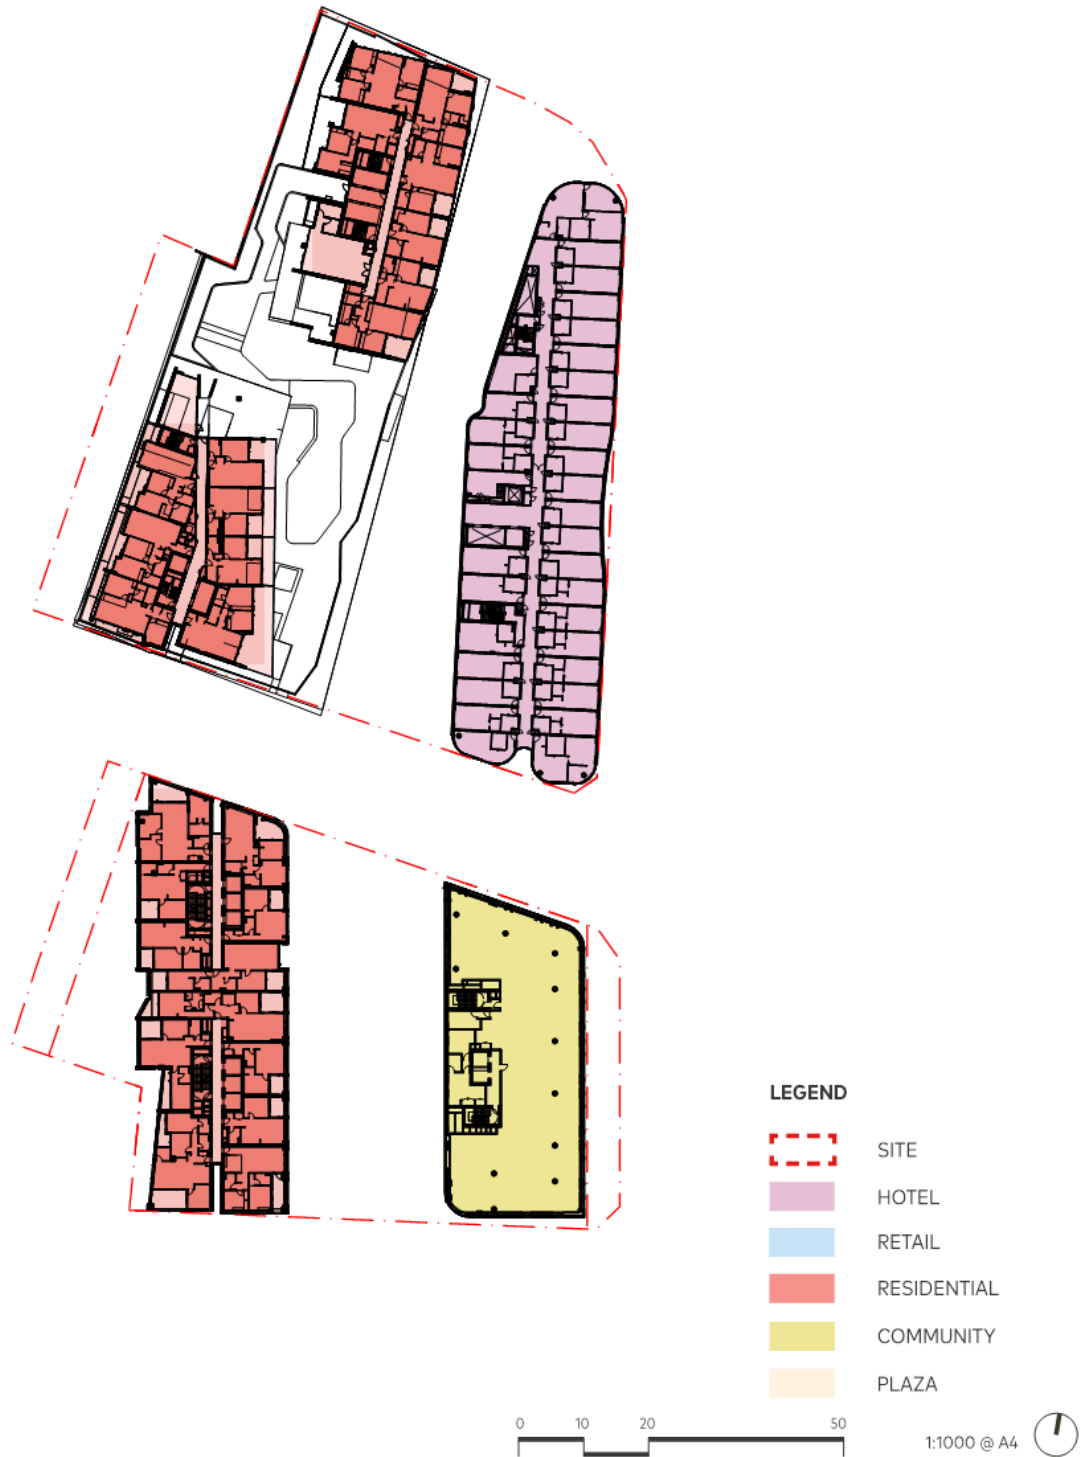 LEGEND
SITE
HOTEL
RETAIL
RESIDENTIAL
COMMUNITY
PLAZA
0 10 20 50
1:1000 @ A4